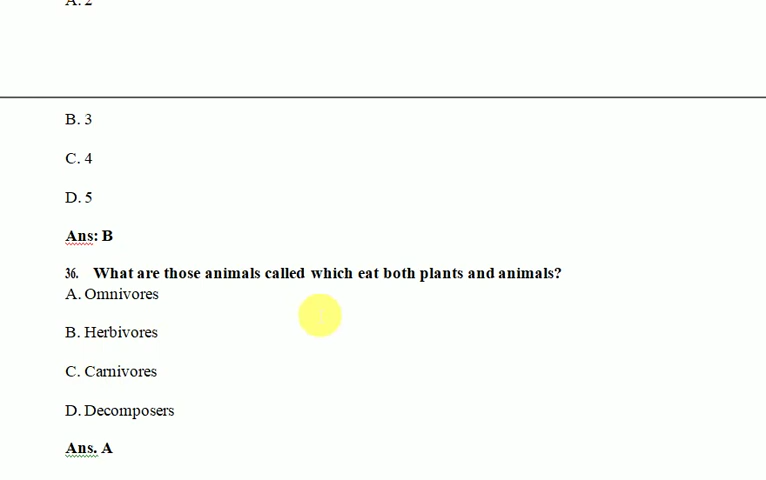 A. 2
B. 3
C. 4
D. 5
Ans: B
36. What are those animals called which eat both plants and animals?
A. Omnivores
B. Herbivores
C. Carnivores
D. Decomposers
Ans. A